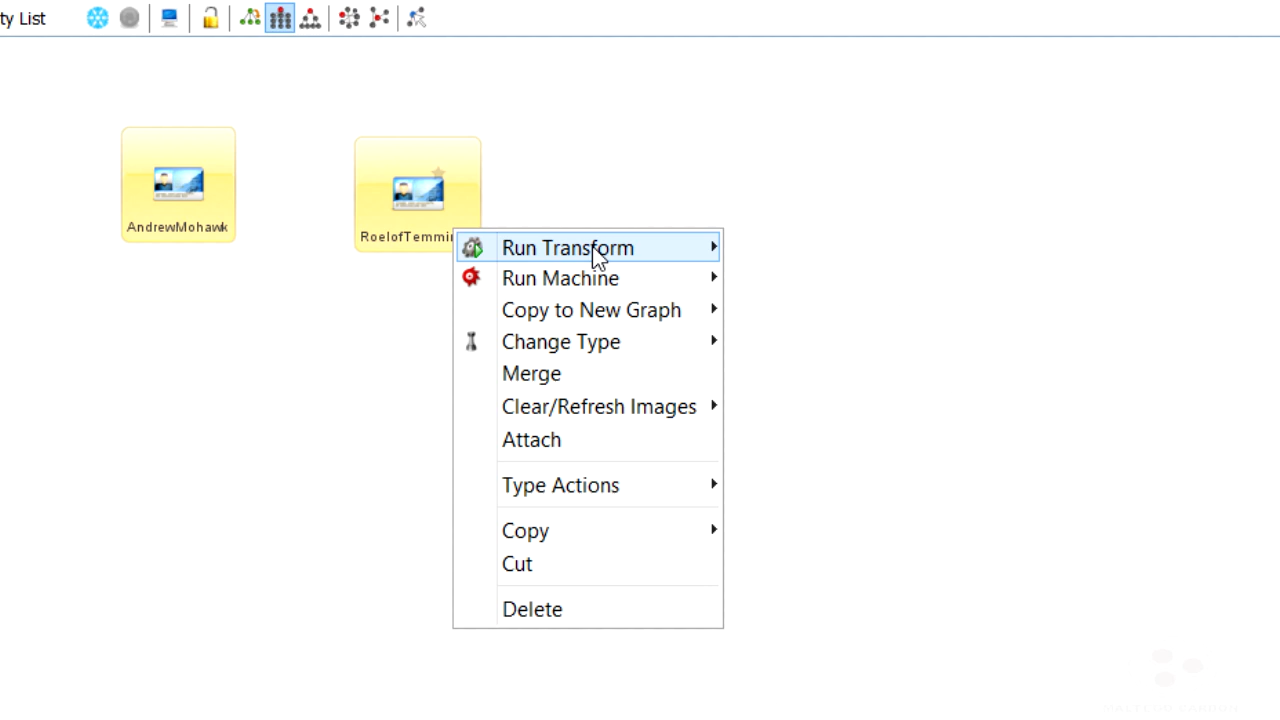 ty List
AndrewMohawk
RoelofTemmin
Run Transform
Run Machine
Copy to New Graph
Change Type
Merge
Clear/Refresh Images
Attach
Type Actions
Copy
Cut
Delete